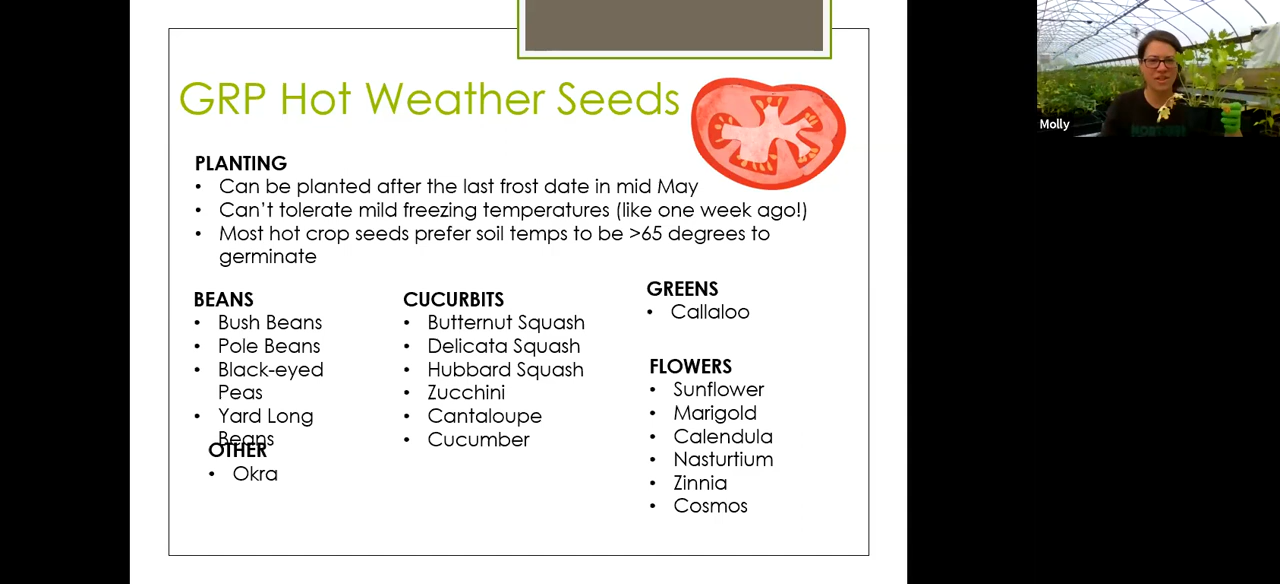 GRP Hot Weather Seeds
PLANTING
• Can be planted after the last frost date in mid May
• Can't tolerate mild freezing temperatures (like one week ago!)
• Most hot crop seeds prefer soil temps to be >65 degrees to
germinate
BEANS
• Bush Beans
• Pole Beans
• Black-eyed
Peas
• Yard Long
Beans
OTHER
• Okra
CUCURBITS
• Butternut Squash
• Delicata Squash
• Hubbard Squash
• Zucchini
• Cantaloupe
• Cucumber
GREENS
• Callaloo
FLOWERS
• Sunflower
• Marigold
• Calendula
• Nasturtium
• Zinnia
• Cosmos
Molly